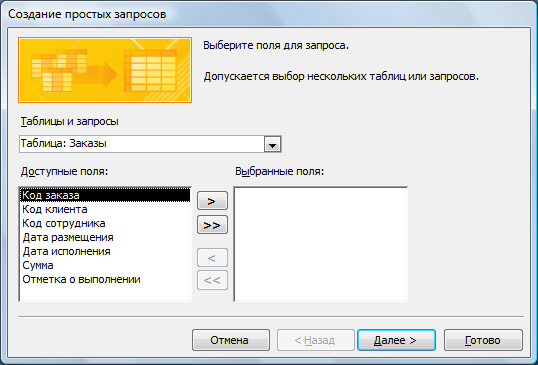 Создание простых запросов
Выберите поля для запроса.
Допускается выбор нескольких таблиц или запросов.
Таблицы и запросы
Таблица: Заказы
Доступные поля:
Выбранные поля:
Код заказа
Код клиента
Код сотрудника
Дата размещения
Дата исполнения
Сумма
Отметка о выполнении
>
>>
<
<<
Отмена
< Назад
Далее >
Готово